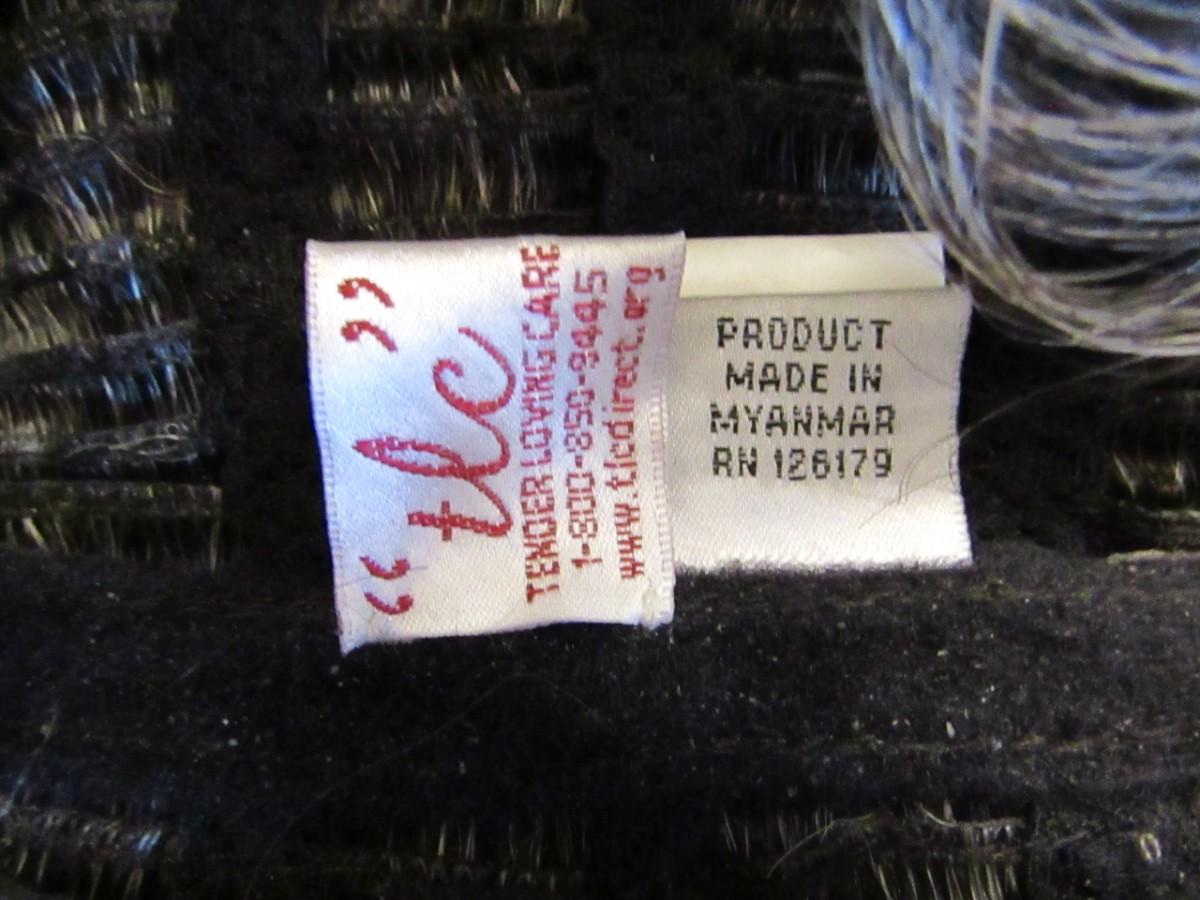 “tlc”
TENDER LOVING CARE
1-800-850-9445
www.tlcdirect.org
PRODUCT
MADE IN
MYANMAR
RN 126179